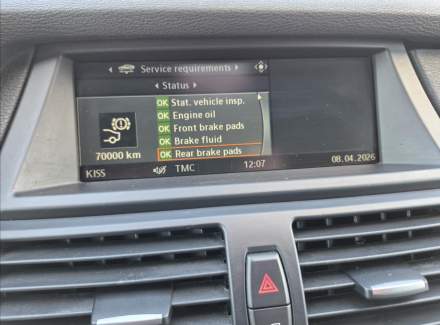 Service requirements
Status
OK Stat. vehicle insp.
OK Engine oil
OK Front brake pads
OK Brake fluid
70000 km OK Rear brake pads
KISS TMC 12:07 08.04.2026